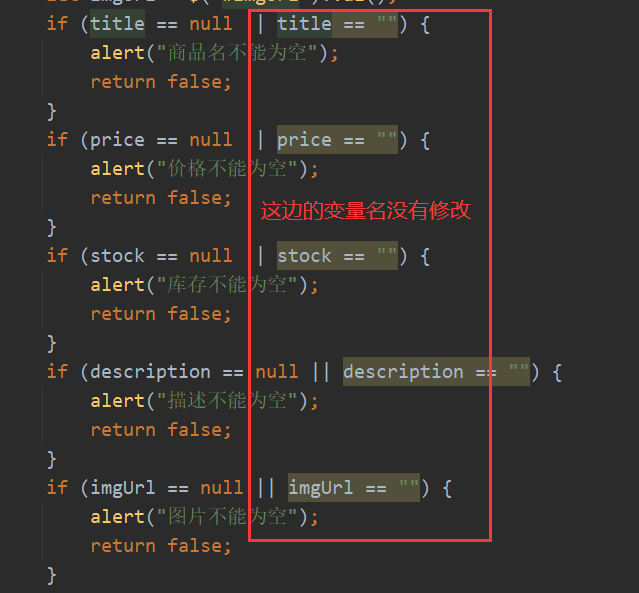 if (title == null || title == "") {
alert("商品名不能为空");
return false;
}
if (price == null || price == "") {
alert("价格不能为空");
return false;
}
这边的变量名没有修改
if (stock == null || stock == "") {
alert("库存不能为空");
return false;
}
if (description == null || description == "") {
alert("描述不能为空");
return false;
}
if (imgUrl == null || imgUrl == "") {
alert("图片不能为空");
return false;
}